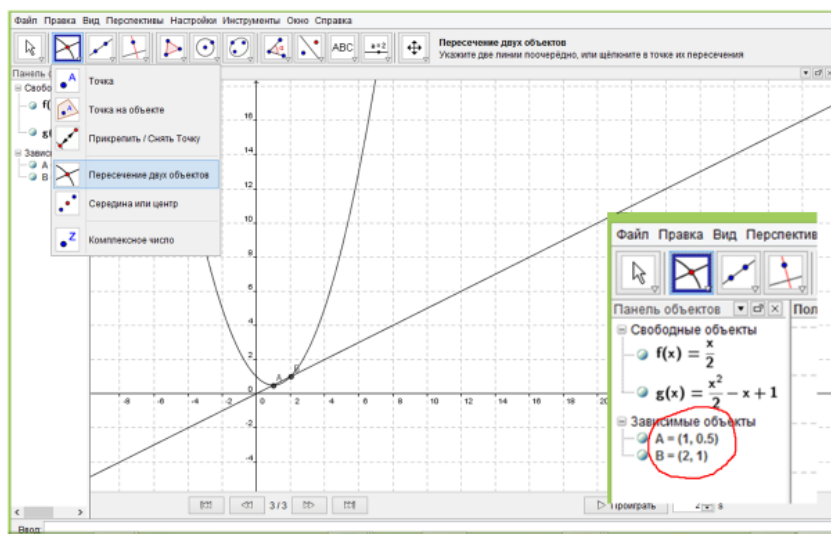 Файл Правка Вид Перспективы Настройки Инструменты Окно Справка
ABC
a=2
Пересечение двух объектов
Укажите две линии поочерёдно, или щёлкните в точке их пересечения
Точка
Точка на объекте
Прикрепить / Снять Точку
Пересечение двух объектов
Середина или центр
Комплексное число
A
B
16
14
12
10
8
6
4
2
0
-2
-4
-8 -6 -4 -2 0 2 4 6 8 10 12 14 16 18 20
A
B
3 / 3
Проиграть
s
Ввод:
Файл Правка Вид Перспектив
Панель объектов
Пол
Свободные объекты
f(x) = x/2
g(x) = x²/2 − x + 1
Зависимые объекты
A = (1, 0.5)
B = (2, 1)